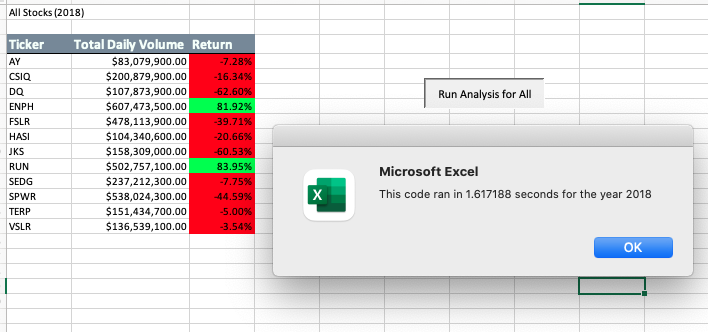 All Stocks (2018)
Ticker Total Daily Volume Return
AY $83,079,900.00 -7.28%
CSIQ $200,879,900.00 -16.34%
DQ $107,873,900.00 -62.60%
ENPH $607,473,500.00 81.92%
FSLR $478,113,900.00 -39.71%
HASI $104,340,600.00 -20.66%
JKS $158,309,000.00 -60.53%
RUN $502,757,100.00 83.95%
SEDG $237,212,300.00 -7.75%
SPWR $538,024,300.00 -44.59%
TERP $151,434,700.00 -5.00%
VSLR $136,539,100.00 -3.54%
Run Analysis for All
Microsoft Excel
This code ran in 1.617188 seconds for the year 2018
X
OK